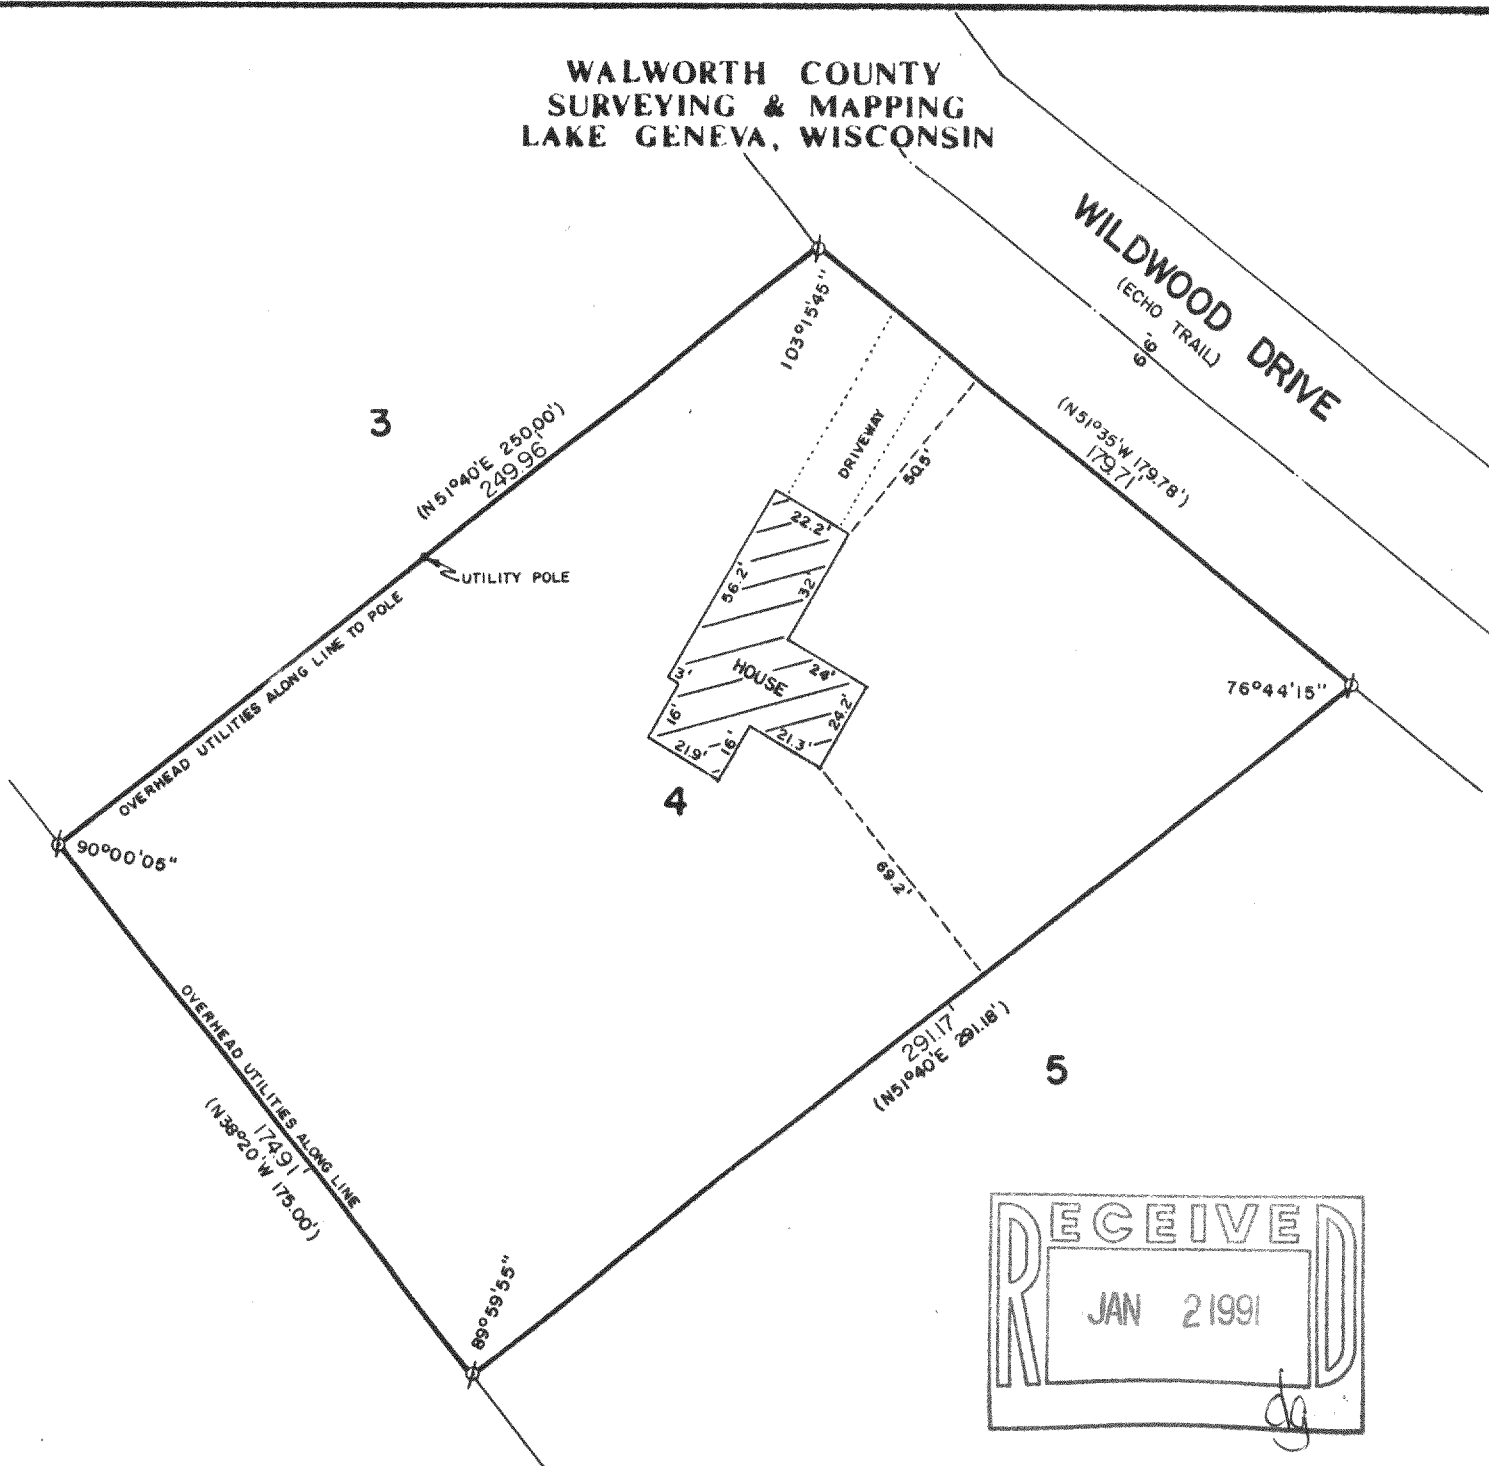 WALWORTH COUNTY
SURVEYING & MAPPING
LAKE GENEVA, WISCONSIN
WILDWOOD DRIVE
(ECHO TRAIL)
66'
103°15'45"
3
(N51°40'E 250.00')
249.96'
DRIVEWAY
50.5'
(N51°35'W 179.78')
179.71'
UTILITY POLE
22.2'
56.2'
32'
OVERHEAD UTILITIES ALONG LINE TO POLE
3'
HOUSE
24'
76°44'15"
16'
24.2'
21.9'
16'
21.3'
4
90°00'05"
69.2'
OVERHEAD UTILITIES ALONG LINE
174.91'
(N38°20'W 175.00')
291.17'
(N51°40'E 291.18')
5
89°59'55"
RECEIVED
JAN 2 1991